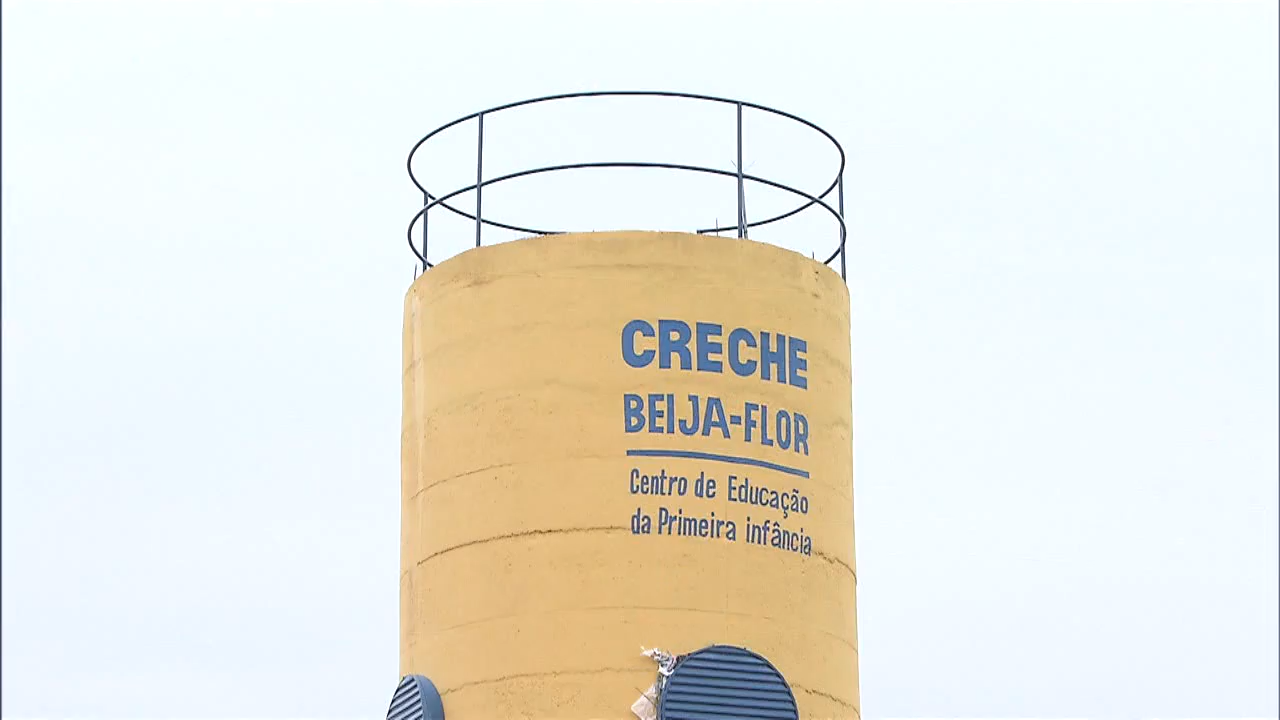 CRECHE
BEIJA-FLOR
Centro de Educação
da Primeira infância